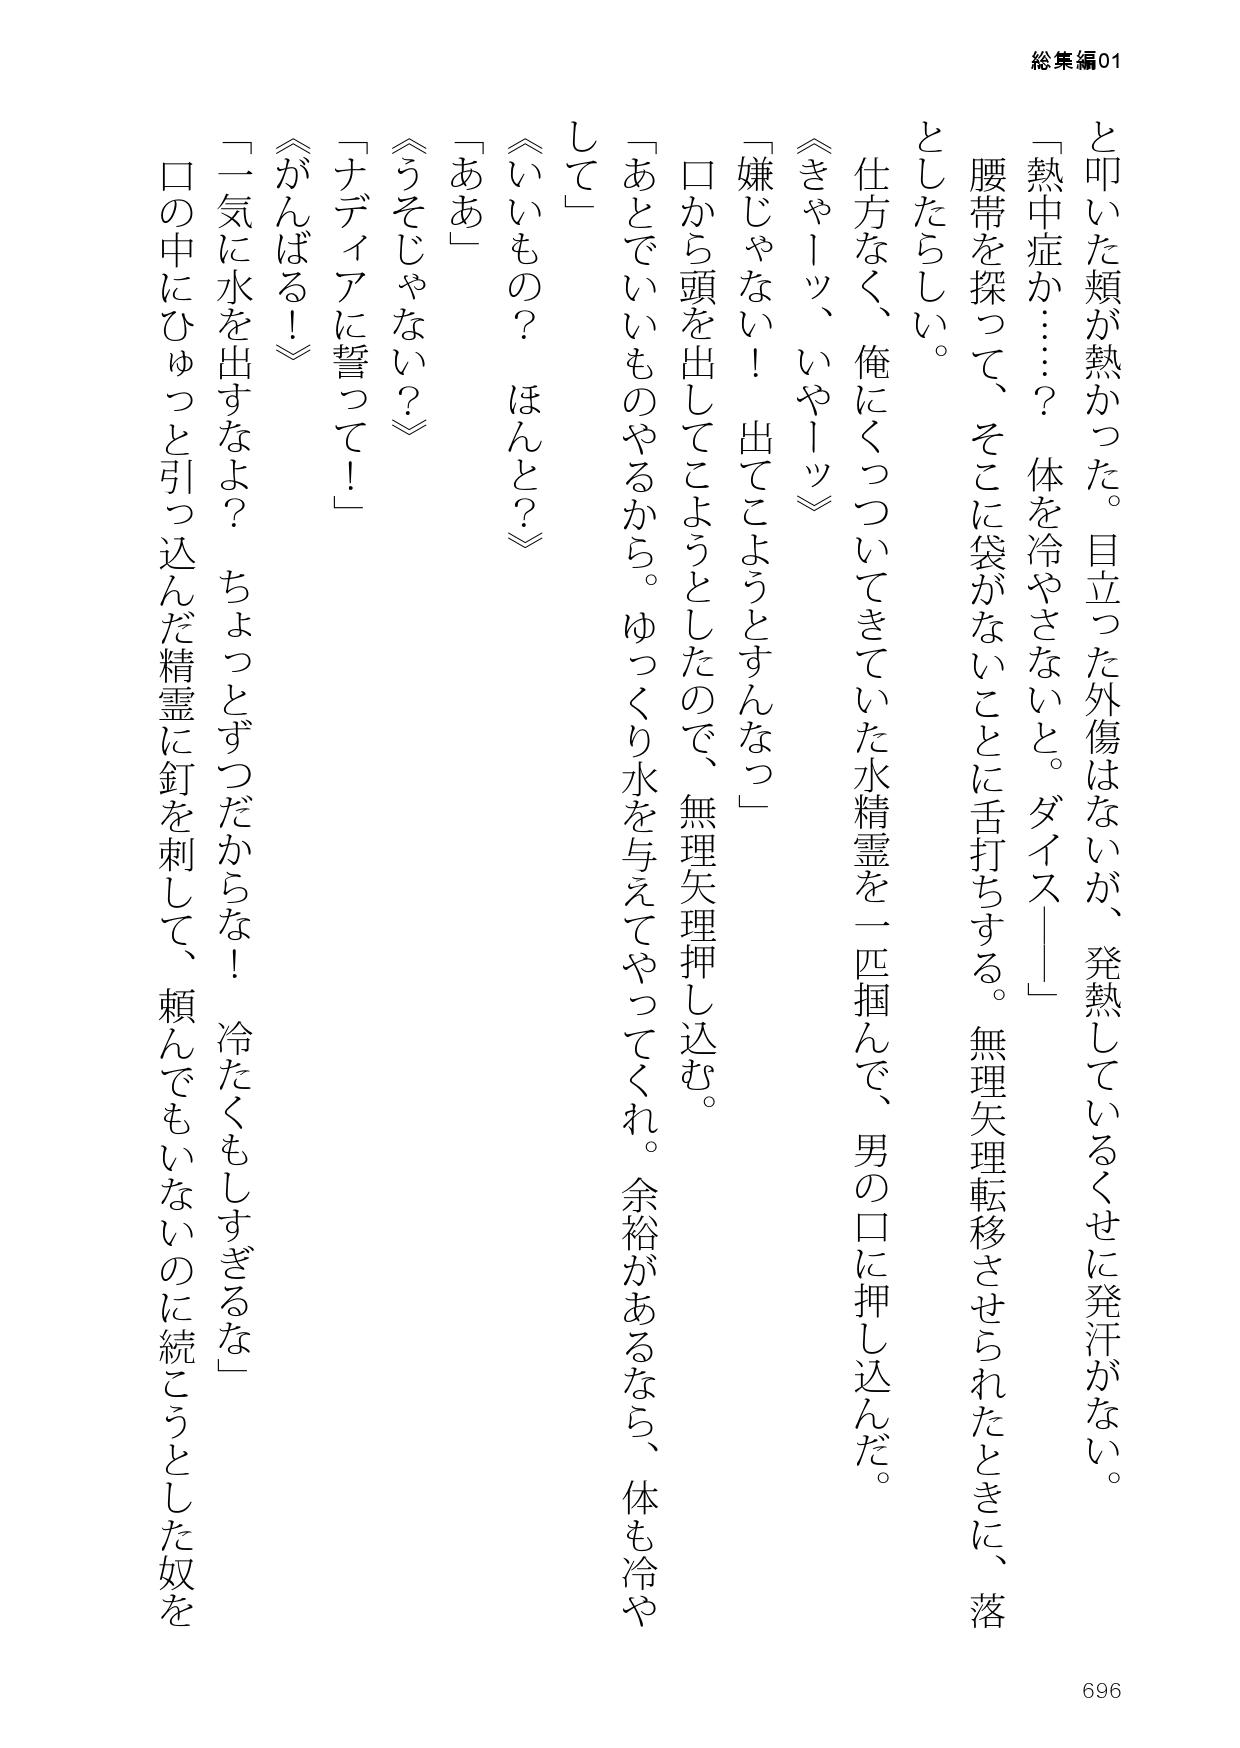 総集編01
と叩いた頬が熱かった。目立った外傷はないが、発熱しているくせに発汗がない。
「熱中症か……？　体を冷やさないと。ダイス――」
　腰帯を探って、そこに袋がないことに舌打ちする。無理矢理転移させられたときに、落
としたらしい。
　仕方なく、俺にくっついてきていた水精霊を一匹掴んで、男の口に押し込んだ。
《きゃーッ、いやーッ》
「嫌じゃない！　出てこようとすんなっ」
　口から頭を出してこようとしたので、無理矢理押し込む。
「あとでいいものやるから。ゆっくり水を与えてやってくれ。余裕があるなら、体も冷や
して」
《いいもの？　ほんと？》
「ああ」
《うそじゃない？》
「ナディアに誓って！」
《がんばる！》
「一気に水を出すなよ？　ちょっとずつだからな！　冷たくもしすぎるな」
　口の中にひゅっと引っ込んだ精霊に釘を刺して、頼んでもいないのに続こうとした奴を
696